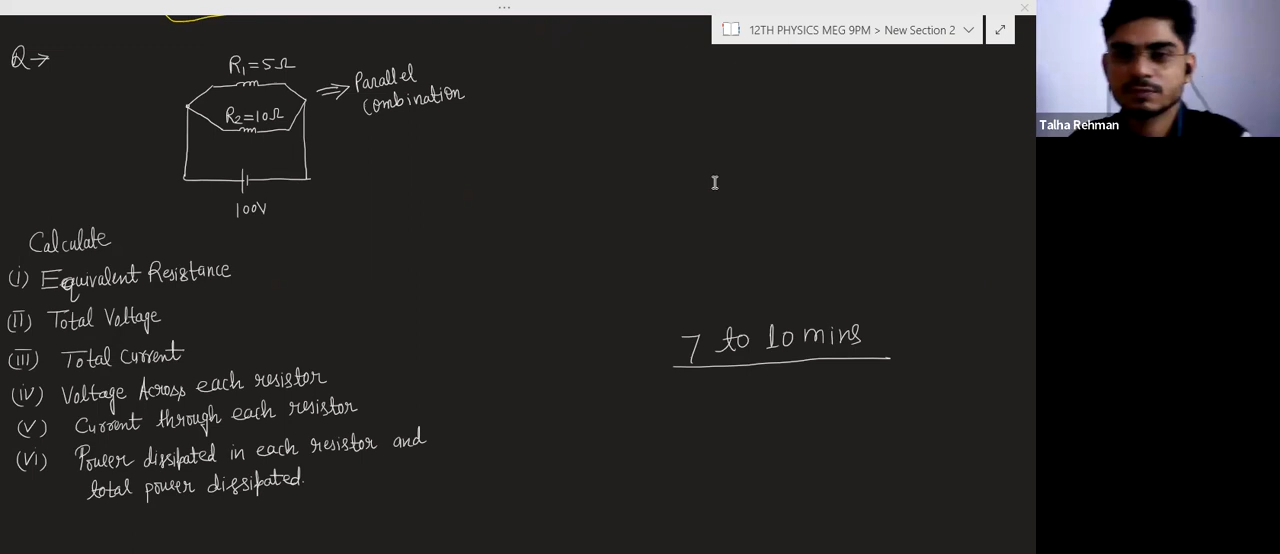 12TH PHYSICS MEG 9PM > New Section 2
Talha Rehman
Q→
R₁=5Ω
R₂=10Ω
100V
⇒ Parallel
Combination
Calculate
(i) Equivalent Resistance
(II) Total Voltage
(III) Total Current
(iv) Voltage Across each resistor
(v) Current through each resistor
(vi) Power dissipated in each resistor and
total power dissipated.
7 to 10 mins